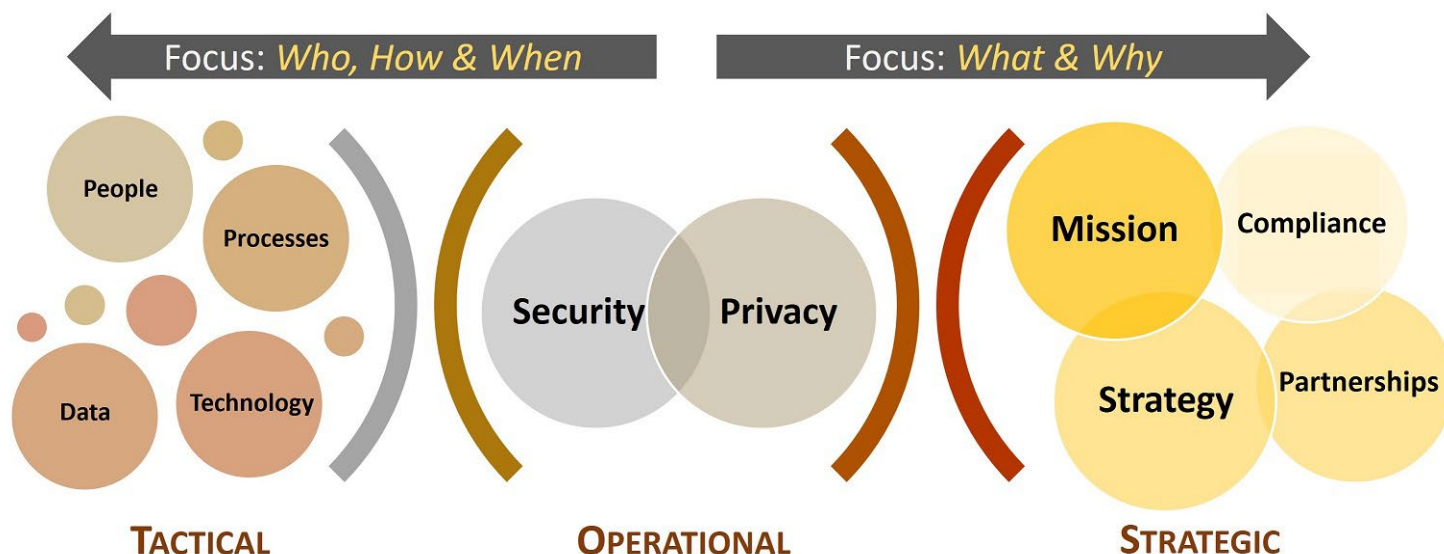 Focus: Who, How & When
Focus: What & Why
People
Processes
Data
Technology
Security
Privacy
Mission
Compliance
Strategy
Partnerships
TACTICAL
OPERATIONAL
STRATEGIC